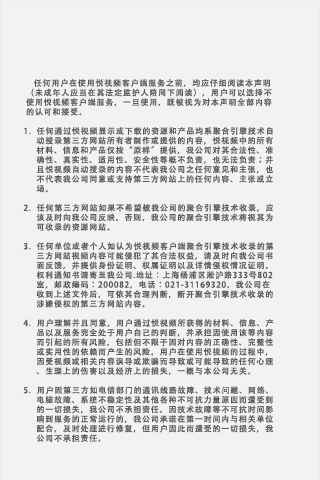 任何用户在使用悦视频客户端服务之前，均应仔细阅读本声明
（未成年人应当在其法定监护人陪同下阅读），用户可以选择不
使用悦视频客户端服务，一旦使用，既被视为对本声明全部内容
的认可和接受。
1. 任何通过悦视频显示或下载的资源和产品均系聚合引擎技术自
动搜录第三方网站所有者制作或提供的内容，悦视频中的所有
材料、信息和产品仅按“原样”提供，我公司对其合法性、准
确性、真实性、适用性、安全性等概不负责，也无法负责；并
且悦视频自动搜录的内容不代表我公司之任何意见和主张，也
不代表我公司同意或支持第三方网站上的任何内容、主张或立
场。
2. 任何第三方网站如果不希望被我公司的聚合引擎技术收录，应
该及时向我公司反映。否则，我公司的聚合引擎技术将视其为
可收录的资源网站。
3. 任何单位或者个人如认为悦视频客户端聚合引擎技术收录的第
三方网站视频内容可能侵犯了其合法权益，请及时向我公司书
面反馈，并提供身份证明、权属证明以及详情侵权情况证明。
权利通知书请寄至我公司.地址：上海杨浦区淞沪路333号802
室，邮政编码：200082，电话：021-31169320。我公司在
收到上述文件后，可依其合理判断，断开聚合引擎技术收录的
涉嫌侵权的第三方网站内容。
4. 用户理解并且同意，用户通过悦视频所获得的材料、信息、产
品以及服务完全处于用户自己的判断，并承担因使用该等内容
而引起的所有风险，包括但不限于因对内容的正确性、完整性
或实用性的依赖而产生的风险。用户在使用悦视频的过程中，
因受视频或相关内容误导或欺骗而导致或可能导致的任何心理
、生理上的伤害以及经济上的损失，一概与本公司无关。
5. 用户因第三方如电信部门的通讯线路故障、技术问题、网络、
电脑故障、系统不稳定性及其他各种不可抗力量原因而遭受到
的一切损失，我公司不承担责任。因技术故障等不可抗时间影
响到服务的正常运行的，我公司承诺在第一时间内与相关单位
配合，及时处理进行修复，但用户因此而遭受的一切损失，我
公司不承担责任。